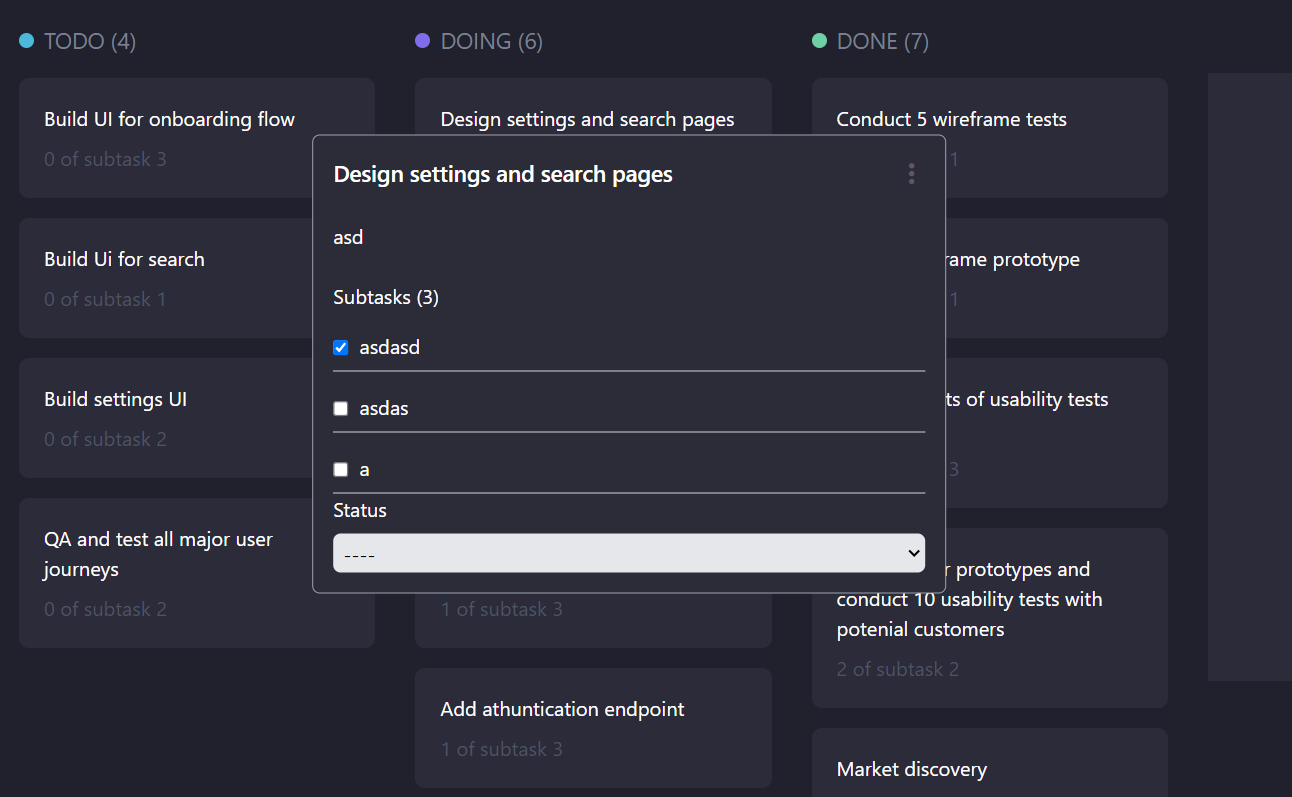 TODO (4)
Build UI for onboarding flow
0 of subtask 3
Build Ui for search
0 of subtask 1
Build settings UI
0 of subtask 2
QA and test all major user
journeys
0 of subtask 2
DOING (6)
Design settings and search pages
Design settings and search pages
asd
Subtasks (3)
asdasd
asdas
a
Status
----
1 of subtask 3
Add athuntication endpoint
1 of subtask 3
DONE (7)
Conduct 5 wireframe tests
1
prototype
1
of usability tests
3
prototypes and
conduct 10 usability tests with
potenial customers
2 of subtask 2
Market discovery